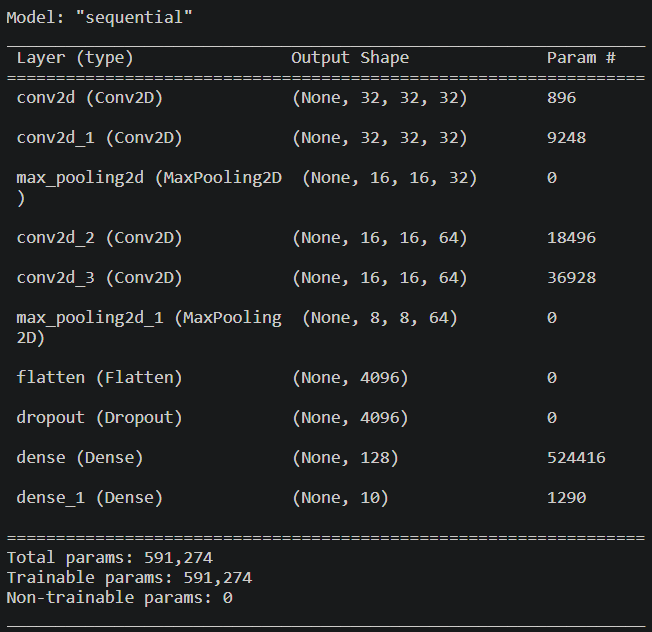 Model: "sequential"
_________________________________________________________________
Layer (type) Output Shape Param #
=================================================================
conv2d (Conv2D) (None, 32, 32, 32) 896
conv2d_1 (Conv2D) (None, 32, 32, 32) 9248
max_pooling2d (MaxPooling2D (None, 16, 16, 32) 0
)
conv2d_2 (Conv2D) (None, 16, 16, 64) 18496
conv2d_3 (Conv2D) (None, 16, 16, 64) 36928
max_pooling2d_1 (MaxPooling (None, 8, 8, 64) 0
2D)
flatten (Flatten) (None, 4096) 0
dropout (Dropout) (None, 4096) 0
dense (Dense) (None, 128) 524416
dense_1 (Dense) (None, 10) 1290
=================================================================
Total params: 591,274
Trainable params: 591,274
Non-trainable params: 0
_________________________________________________________________